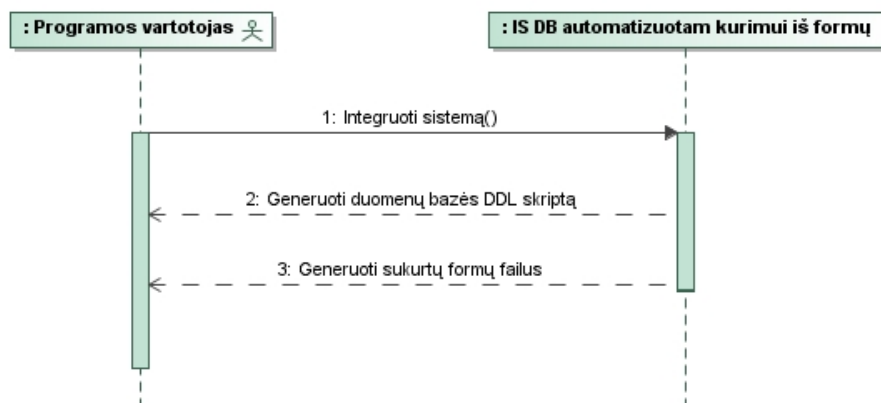 : Programos vartotojas
: IS DB automatizuotam kurimui iš formų
1: Integruoti sistemą()
2: Generuoti duomenų bazės DDL skriptą
3: Generuoti sukurtų formų failus